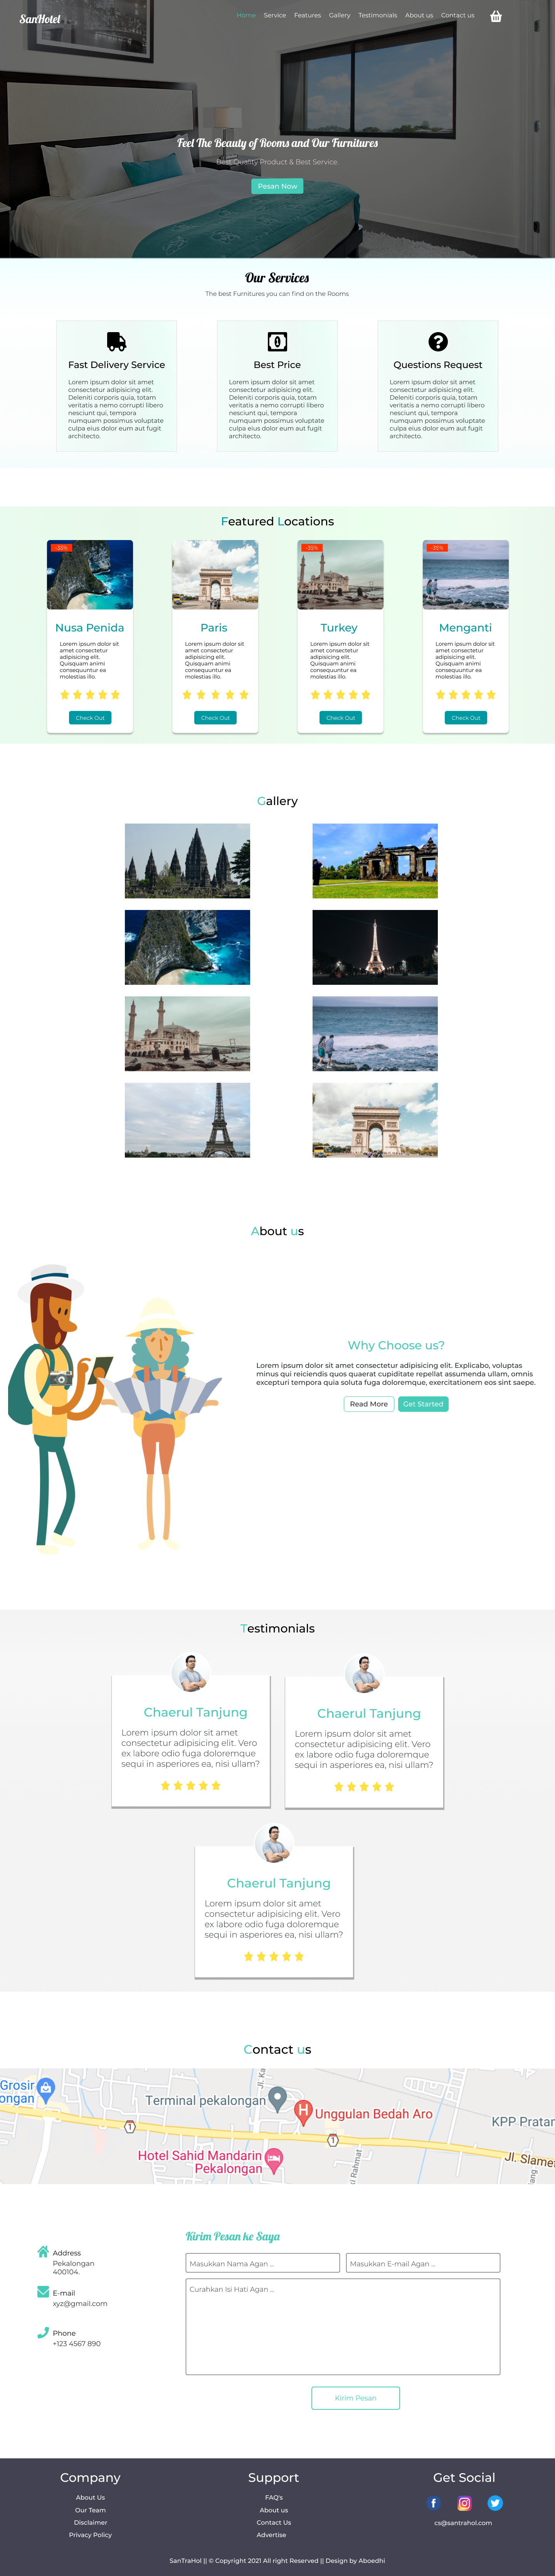 SanHotel
Home Service Features Gallery Testimonials About us Contact us
Feel The Beauty of Rooms and Our Furnitures
Best Quality Product & Best Service.
Pesan Now
Our Services
The best Furnitures you can find on the Rooms
Fast Delivery Service
Lorem ipsum dolor sit amet
consectetur adipisicing elit.
Deleniti corporis quia, totam
veritatis a nemo corrupti libero
nesciunt qui, tempora
numquam possimus voluptate
culpa eius dolor eum aut fugit
architecto.
Best Price
Lorem ipsum dolor sit amet
consectetur adipisicing elit.
Deleniti corporis quia, totam
veritatis a nemo corrupti libero
nesciunt qui, tempora
numquam possimus voluptate
culpa eius dolor eum aut fugit
architecto.
Questions Request
Lorem ipsum dolor sit amet
consectetur adipisicing elit.
Deleniti corporis quia, totam
veritatis a nemo corrupti libero
nesciunt qui, tempora
numquam possimus voluptate
culpa eius dolor eum aut fugit
architecto.
Featured Locations
-35%
Nusa Penida
Lorem ipsum dolor sit
amet consectetur
adipisicing elit.
Quisquam animi
consequuntur ea
molestias illo.
Check Out
Paris
Lorem ipsum dolor sit
amet consectetur
adipisicing elit.
Quisquam animi
consequuntur ea
molestias illo.
Check Out
-35%
Turkey
Lorem ipsum dolor sit
amet consectetur
adipisicing elit.
Quisquam animi
consequuntur ea
molestias illo.
Check Out
-35%
Menganti
Lorem ipsum dolor sit
amet consectetur
adipisicing elit.
Quisquam animi
consequuntur ea
molestias illo.
Check Out
Gallery
About us
Why Choose us?
Lorem ipsum dolor sit amet consectetur adipisicing elit. Explicabo, voluptas
minus qui reiciendis quos quaerat cupiditate repellat assumenda ullam, omnis
excepturi tempora quia soluta fuga doloremque, exercitationem eos sint saepe.
Read More Get Started
Testimonials
Chaerul Tanjung
Lorem ipsum dolor sit amet
consectetur adipisicing elit. Vero
ex labore odio fuga doloremque
sequi in asperiores ea, nisi ullam?
Chaerul Tanjung
Lorem ipsum dolor sit amet
consectetur adipisicing elit. Vero
ex labore odio fuga doloremque
sequi in asperiores ea, nisi ullam?
Chaerul Tanjung
Lorem ipsum dolor sit amet
consectetur adipisicing elit. Vero
ex labore odio fuga doloremque
sequi in asperiores ea, nisi ullam?
Contact us
Grosir
ongan
Jl. Ka
Terminal pekalongan
Unggulan Bedah Aro
KPP Pratan
1
1
Hotel Sahid Mandarin
Pekalongan
Rahmat
Jl. Slamet
ang
Kirim Pesan ke Saya
Address
Pekalongan
400104.
E-mail
xyz@gmail.com
Phone
+123 4567 890
Masukkan Nama Agan ...
Masukkan E-mail Agan ...
Curahkan Isi Hati Agan ...
Kirim Pesan
Company
About Us
Our Team
Disclaimer
Privacy Policy
Support
FAQ's
About us
Contact Us
Advertise
Get Social
cs@santrahol.com
SanTraHol || © Copyright 2021 All right Reserved || Design by Aboedhi